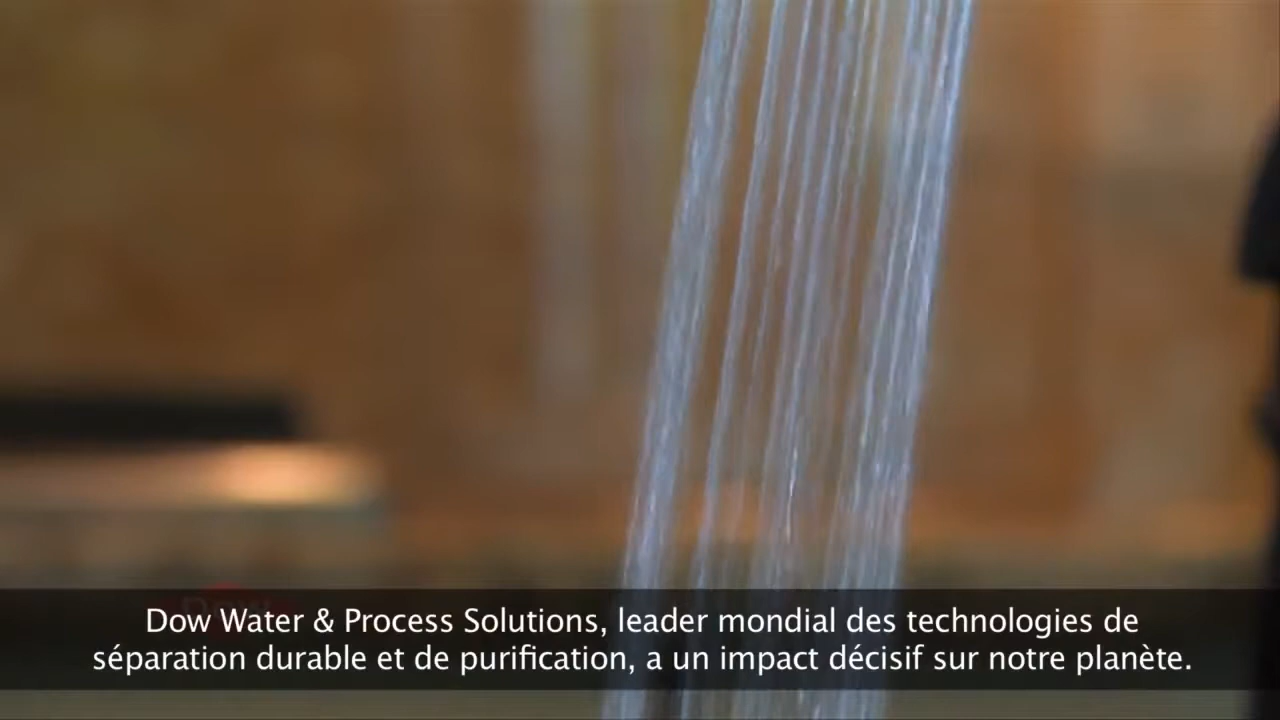 Dow Water & Process Solutions, leader mondial des technologies de
séparation durable et de purification, a un impact décisif sur notre planète.